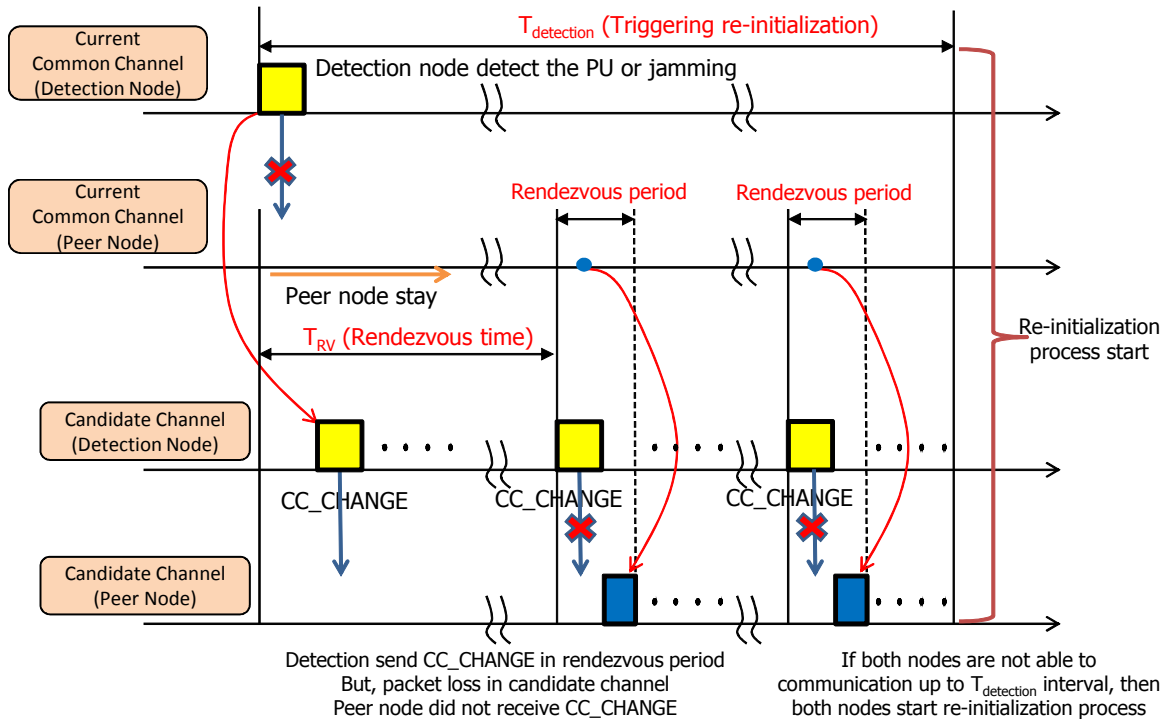 Current
Common Channel
(Detection Node)
T_detection (Triggering re-initialization)
Detection node detect the PU or jamming
Current
Common Channel
(Peer Node)
Rendezvous period
Rendezvous period
Peer node stay
T_RV (Rendezvous time)
Re-initialization
process start
Candidate Channel
(Detection Node)
CC_CHANGE
CC_CHANGE
CC_CHANGE
Candidate Channel
(Peer Node)
Detection send CC_CHANGE in rendezvous period
But, packet loss in candidate channel
Peer node did not receive CC_CHANGE
If both nodes are not able to
communication up to T_detection interval, then
both nodes start re-initialization process